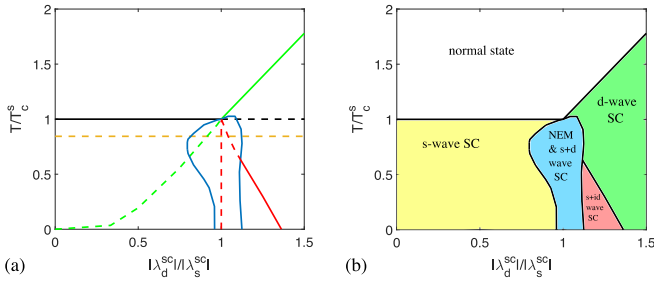 2
1.5
1
0.5
0
T/T_c^s
0
0.5
1
1.5
|λ_d^sc|/|λ_s^sc|
(a)
2
1.5
1
0.5
0
T/T_c^s
normal state
d-wave
SC
s-wave SC
NEM
& s+d
wave
SC
s+id
wave
SC
0
0.5
1
1.5
|λ_d^sc|/|λ_s^sc|
(b)